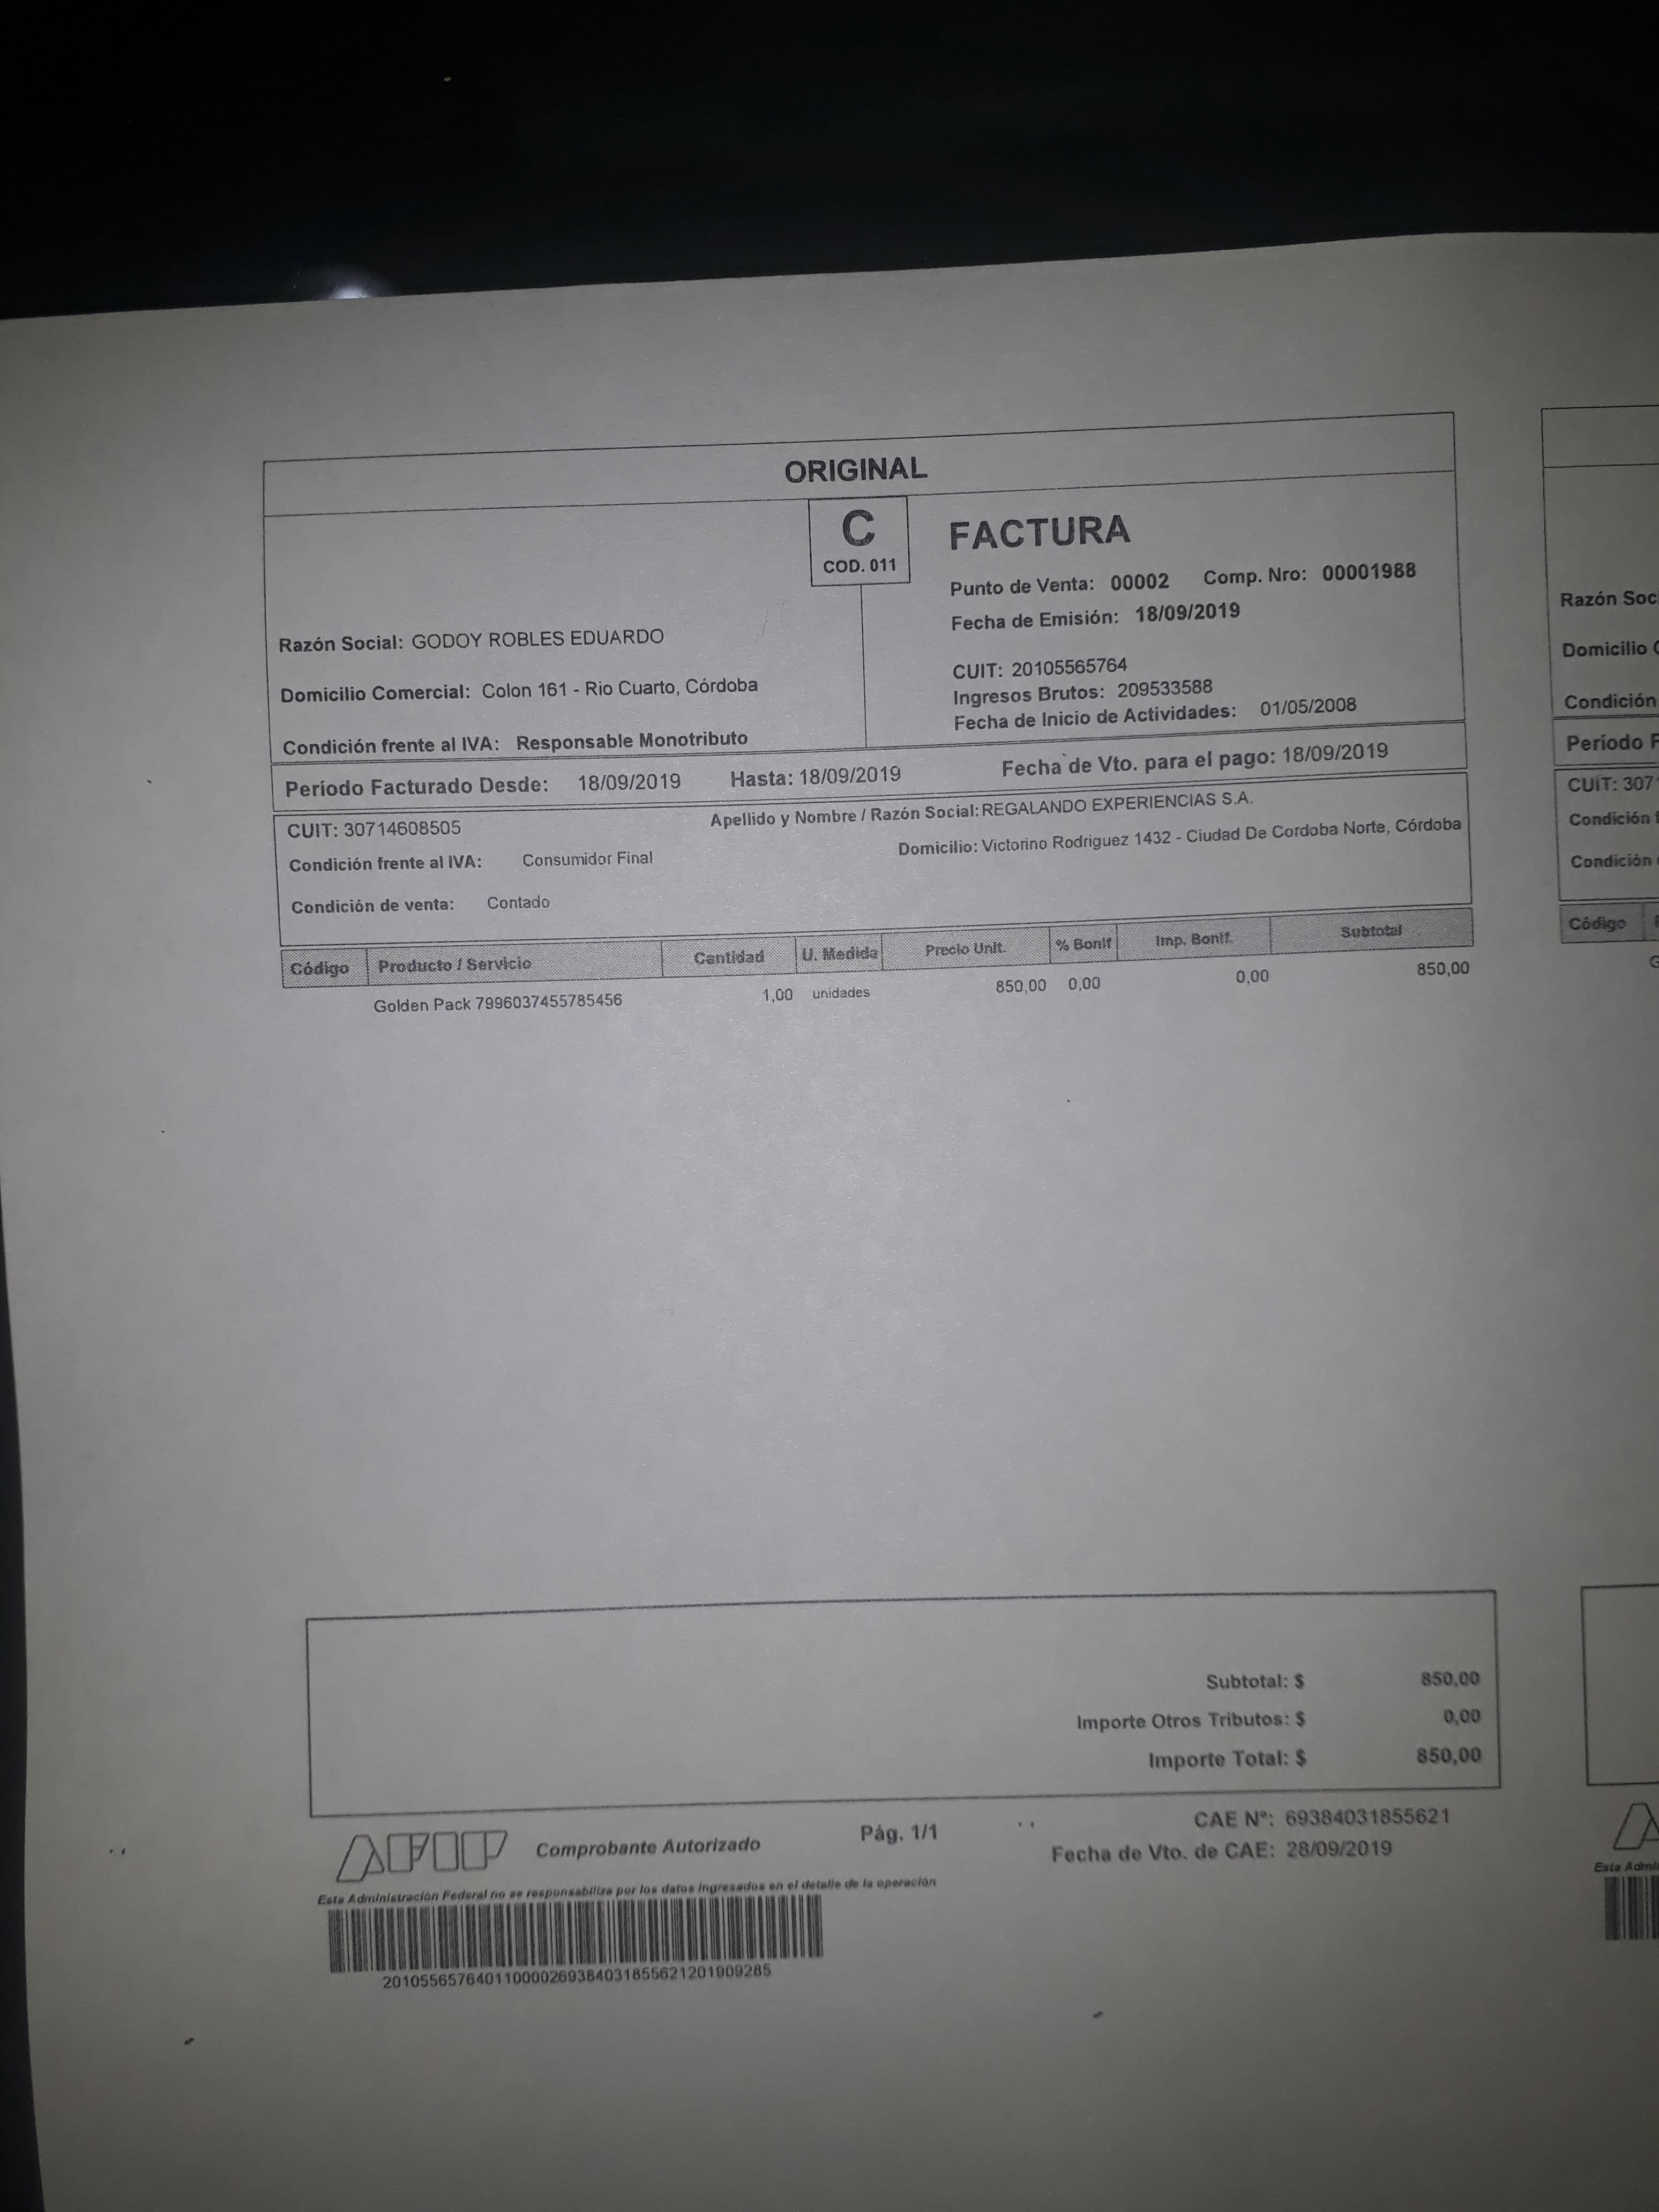 ORIGINAL
C
COD. 011
FACTURA
Punto de Venta: 00002 Comp. Nro: 00001988
Fecha de Emisión: 18/09/2019
Razón Social: GODOY ROBLES EDUARDO
CUIT: 20105565764
Domicilio Comercial: Colon 161 - Rio Cuarto, Córdoba
Ingresos Brutos: 209533588
Fecha de Inicio de Actividades: 01/05/2008
Condición frente al IVA: Responsable Monotributo
Período Facturado Desde: 18/09/2019 Hasta: 18/09/2019 Fecha de Vto. para el pago: 18/09/2019
CUIT: 30714608505 Apellido y Nombre / Razón Social: REGALANDO EXPERIENCIAS S.A.
Condición frente al IVA: Consumidor Final Domicilio: Victorino Rodriguez 1432 - Ciudad De Cordoba Norte, Córdoba
Condición de venta: Contado
Código Producto / Servicio Cantidad U. Medida Precio Unit. % Bonif Imp. Bonif. Subtotal
Golden Pack 7996037455785456 1,00 unidades 850,00 0,00 0,00 850,00
Subtotal: $ 850,00
Importe Otros Tributos: $ 0,00
Importe Total: $ 850,00
AFIP Comprobante Autorizado Pág. 1/1 CAE N°: 69384031855621
Fecha de Vto. de CAE: 28/09/2019
Esta Administración Federal no se responsabiliza por los datos ingresados en el detalle de la operación
2010556576401100002693840318556212019​09285
Razón Soc
Domicilio
Condición
Período F
CUIT: 307
Condición
Condición
Código
Esta Admi